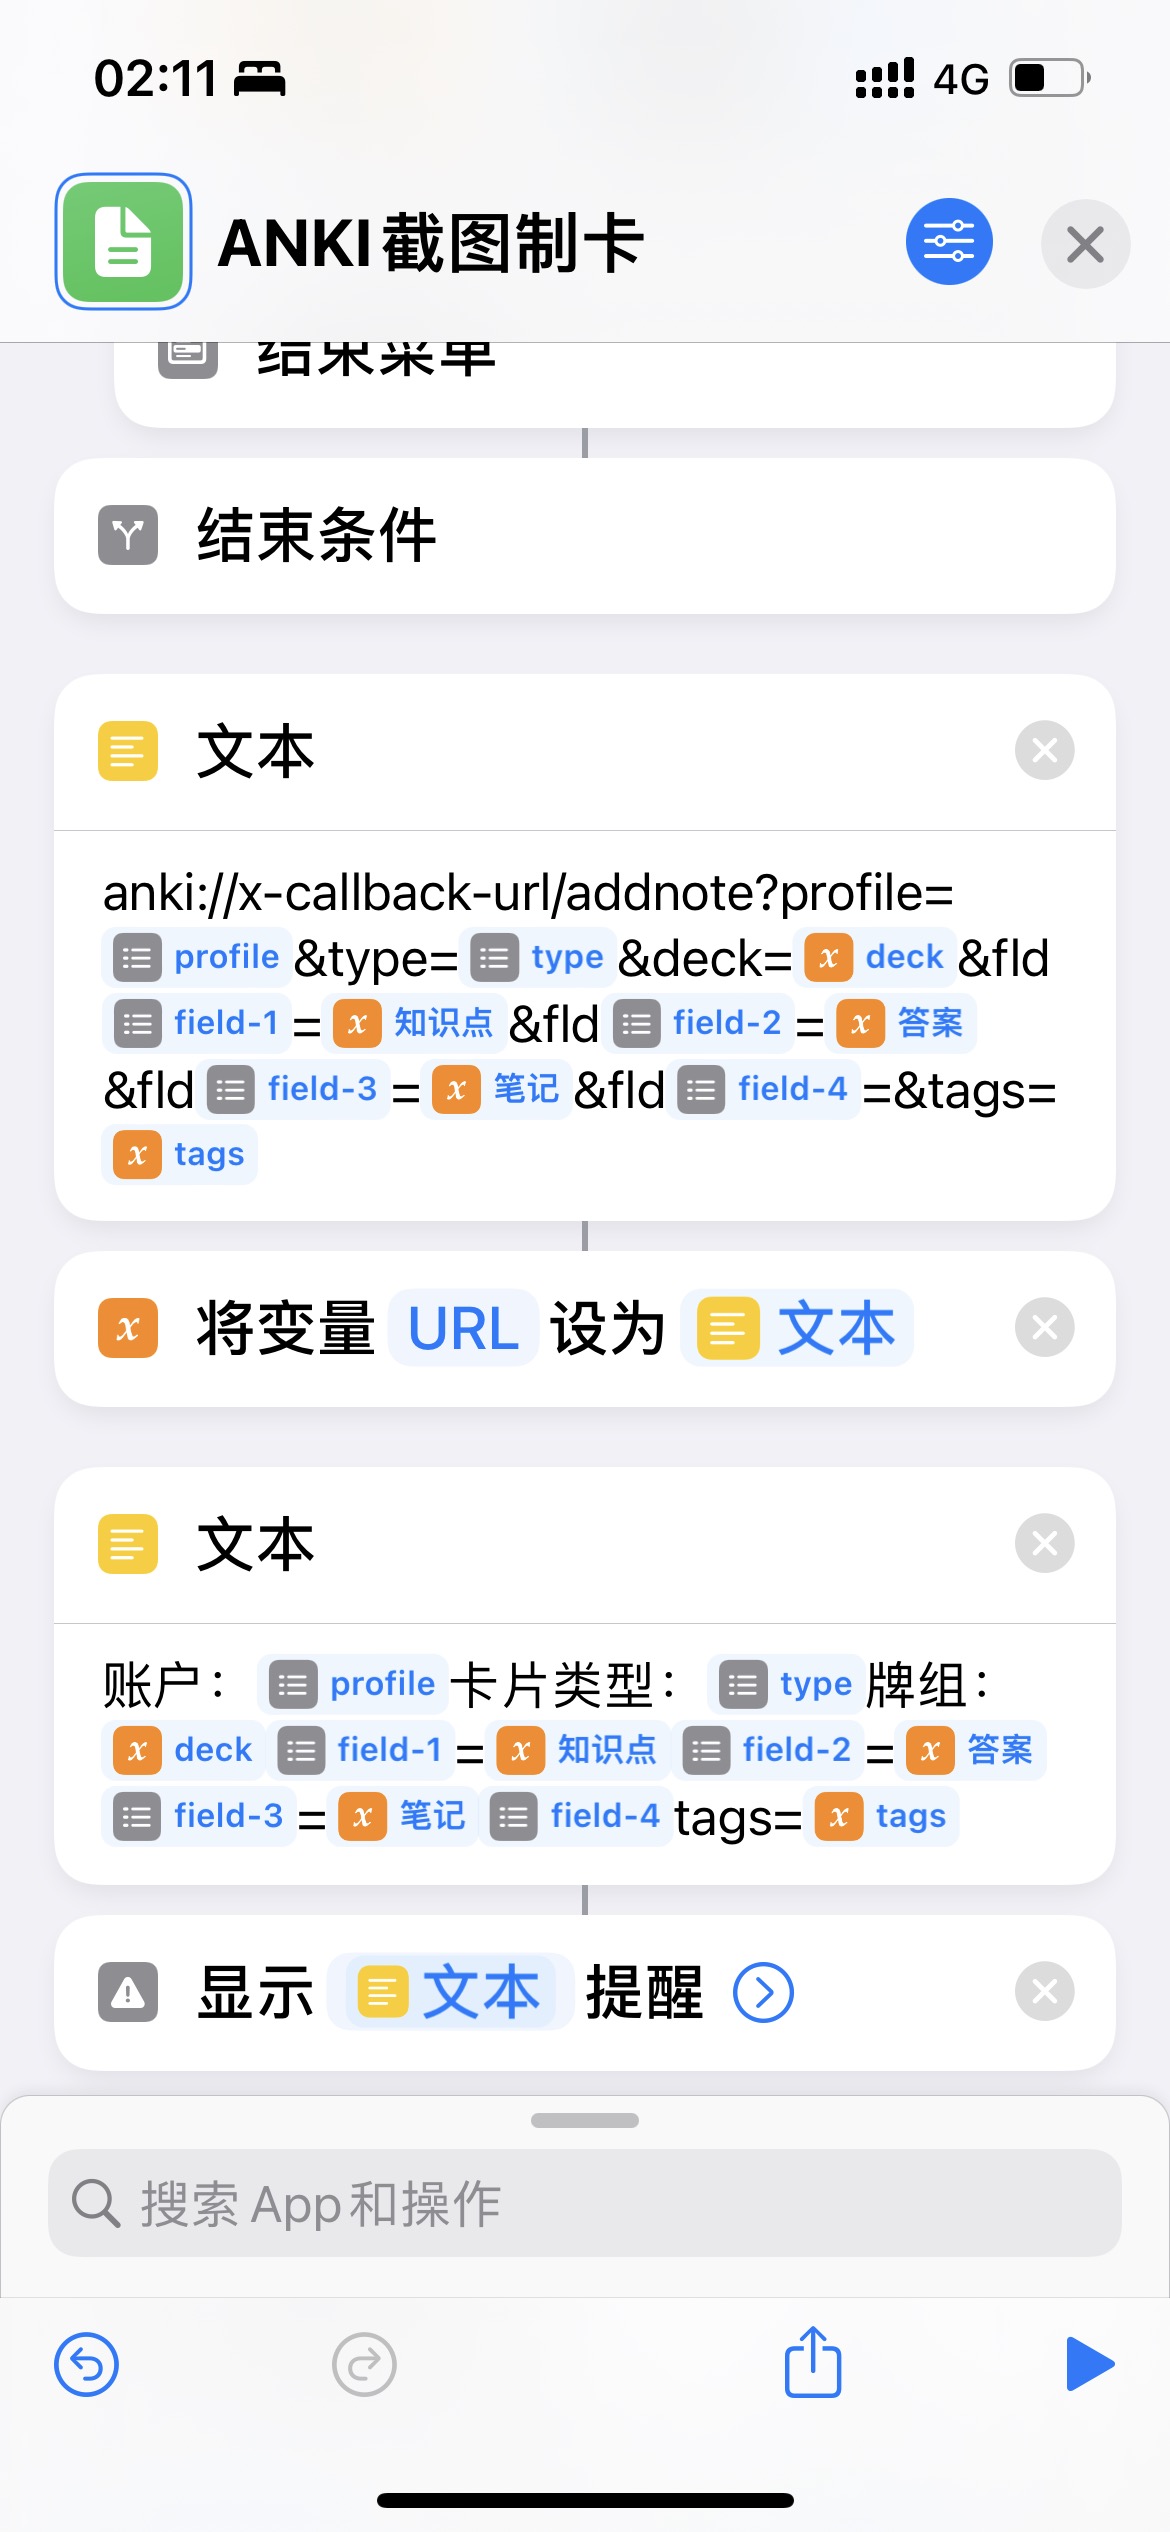 02:11
4G
ANKI截图制卡
结束菜单
结束条件
文本
anki://x-callback-url/addnote?profile=
profile &type= type &deck= deck &fld
field-1 = 知识点 &fld field-2 = 答案
&fld field-3 = 笔记 &fld field-4 =&tags=
tags
将变量 URL 设为 文本
文本
账户： profile 卡片类型： type 牌组：
deck field-1 = 知识点 field-2 = 答案
field-3 = 笔记 field-4 tags= tags
显示 文本 提醒
搜索 App 和操作